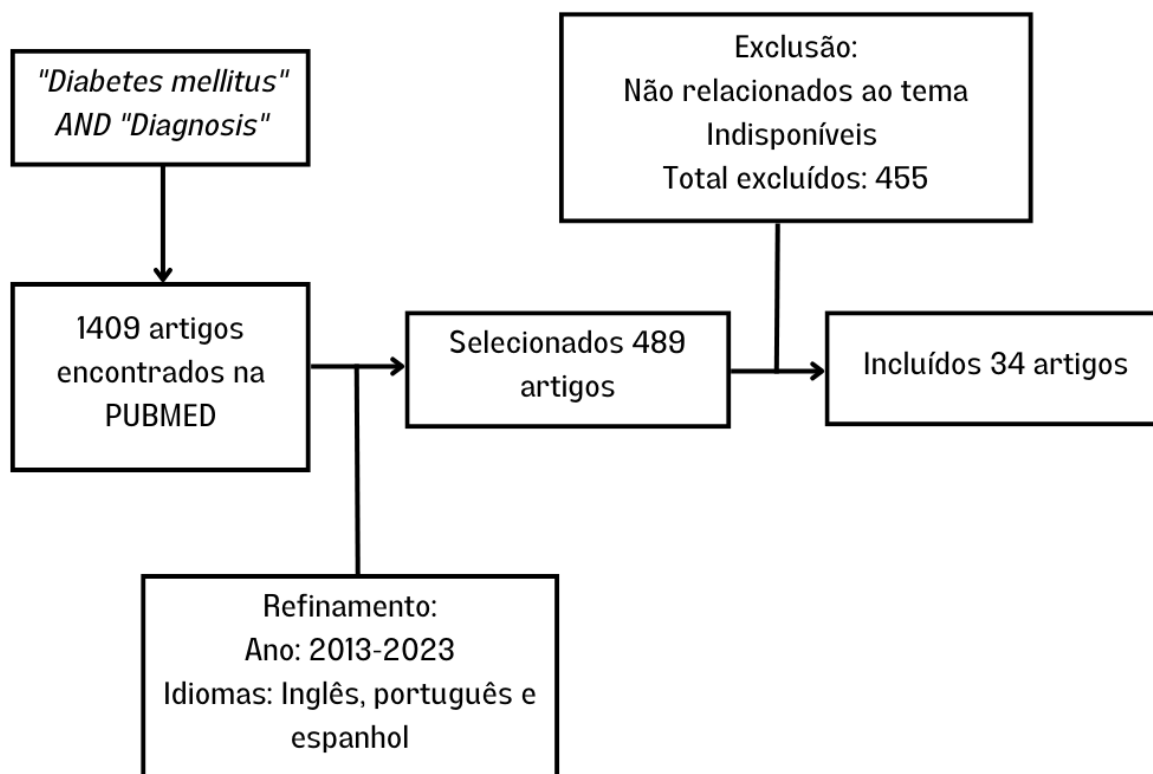 "Diabetes mellitus"
AND "Diagnosis"
Exclusão:
Não relacionados ao tema
Indisponíveis
Total excluídos: 455
1409 artigos
encontrados na
PUBMED
Selecionados 489
artigos
Incluídos 34 artigos
Refinamento:
Ano: 2013-2023
Idiomas: Inglês, português e
espanhol